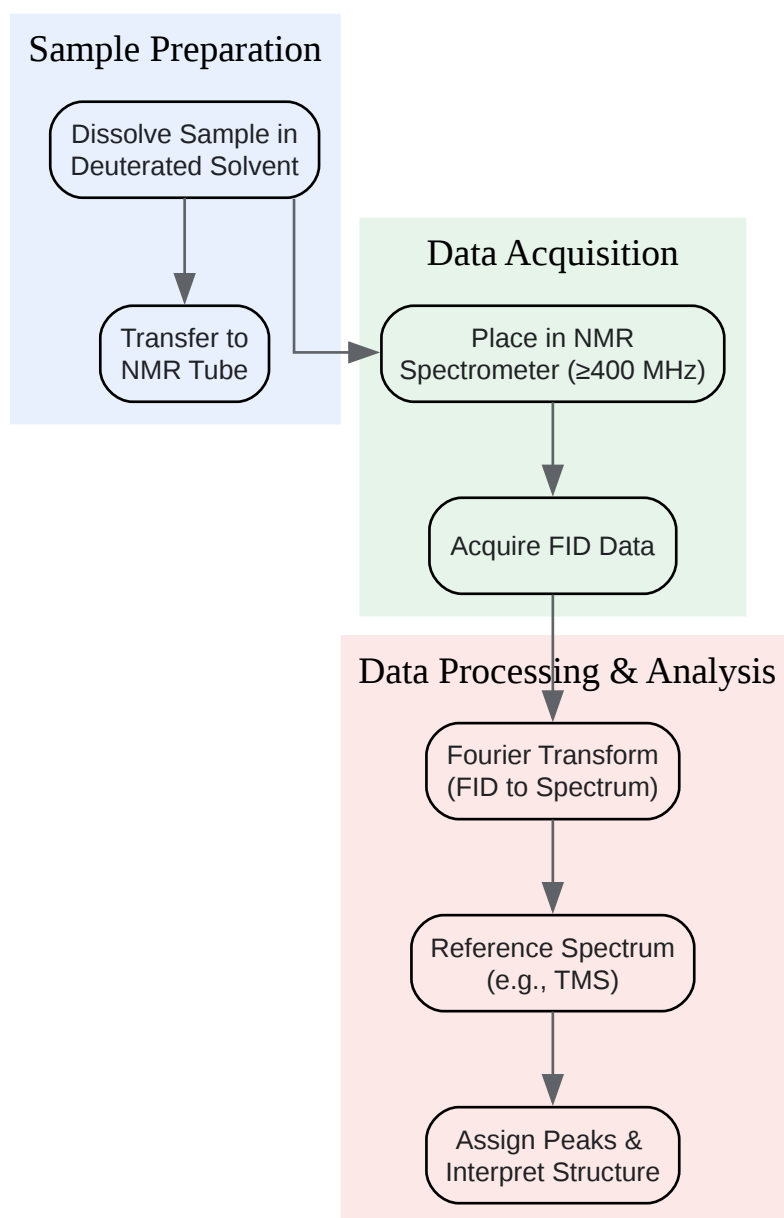 Sample Preparation
Dissolve Sample in
Deuterated Solvent
Transfer to
NMR Tube
Data Acquisition
Place in NMR
Spectrometer (≥400 MHz)
Acquire FID Data
Data Processing & Analysis
Fourier Transform
(FID to Spectrum)
Reference Spectrum
(e.g., TMS)
Assign Peaks &
Interpret Structure